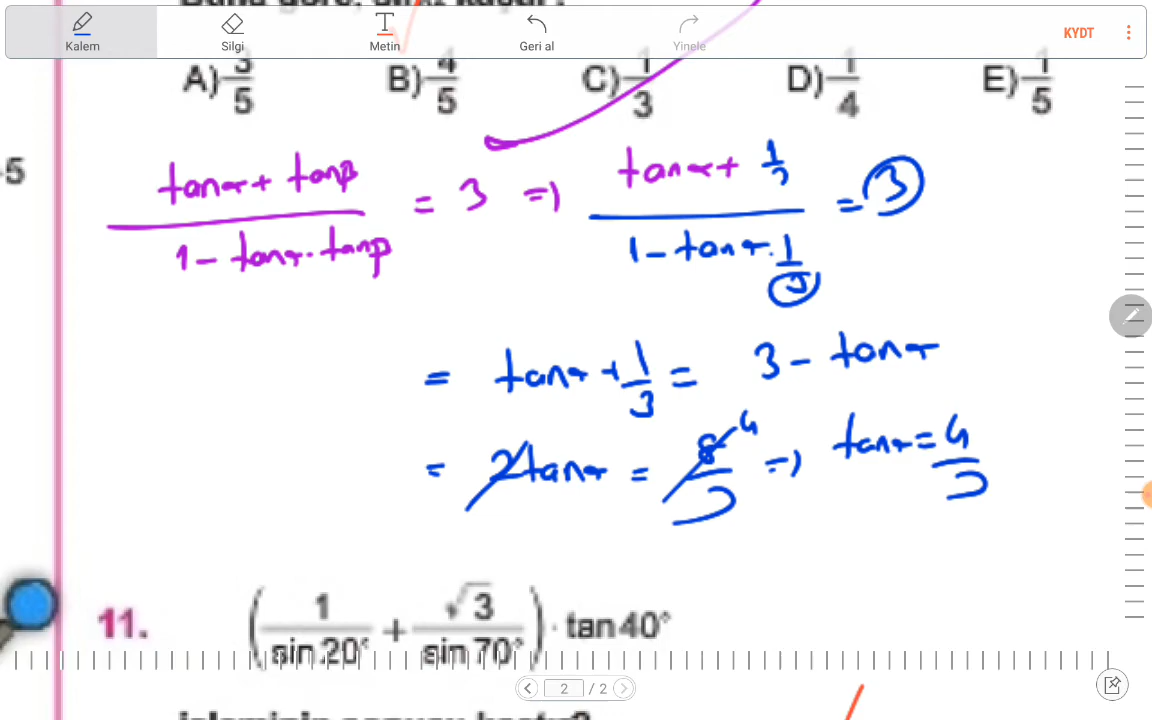 Kalem Silgi Metin Geri al Yinele KYDT
A) 3/5 B) 4/5 C) 1/3 D) 1/4 E) 1/5
-5
(tanα + tanβ)/(1 - tanα · tanβ) = 3 => (tanα + 1/3)/(1 - tanα · 1/3) = 3
= tanα + 1/3 = 3 - tanα
= 2tanα = 8/3 4 => tanα = 4/3
11. (1/sin 20° + √3/sin 70°) · tan 40°
2 / 2